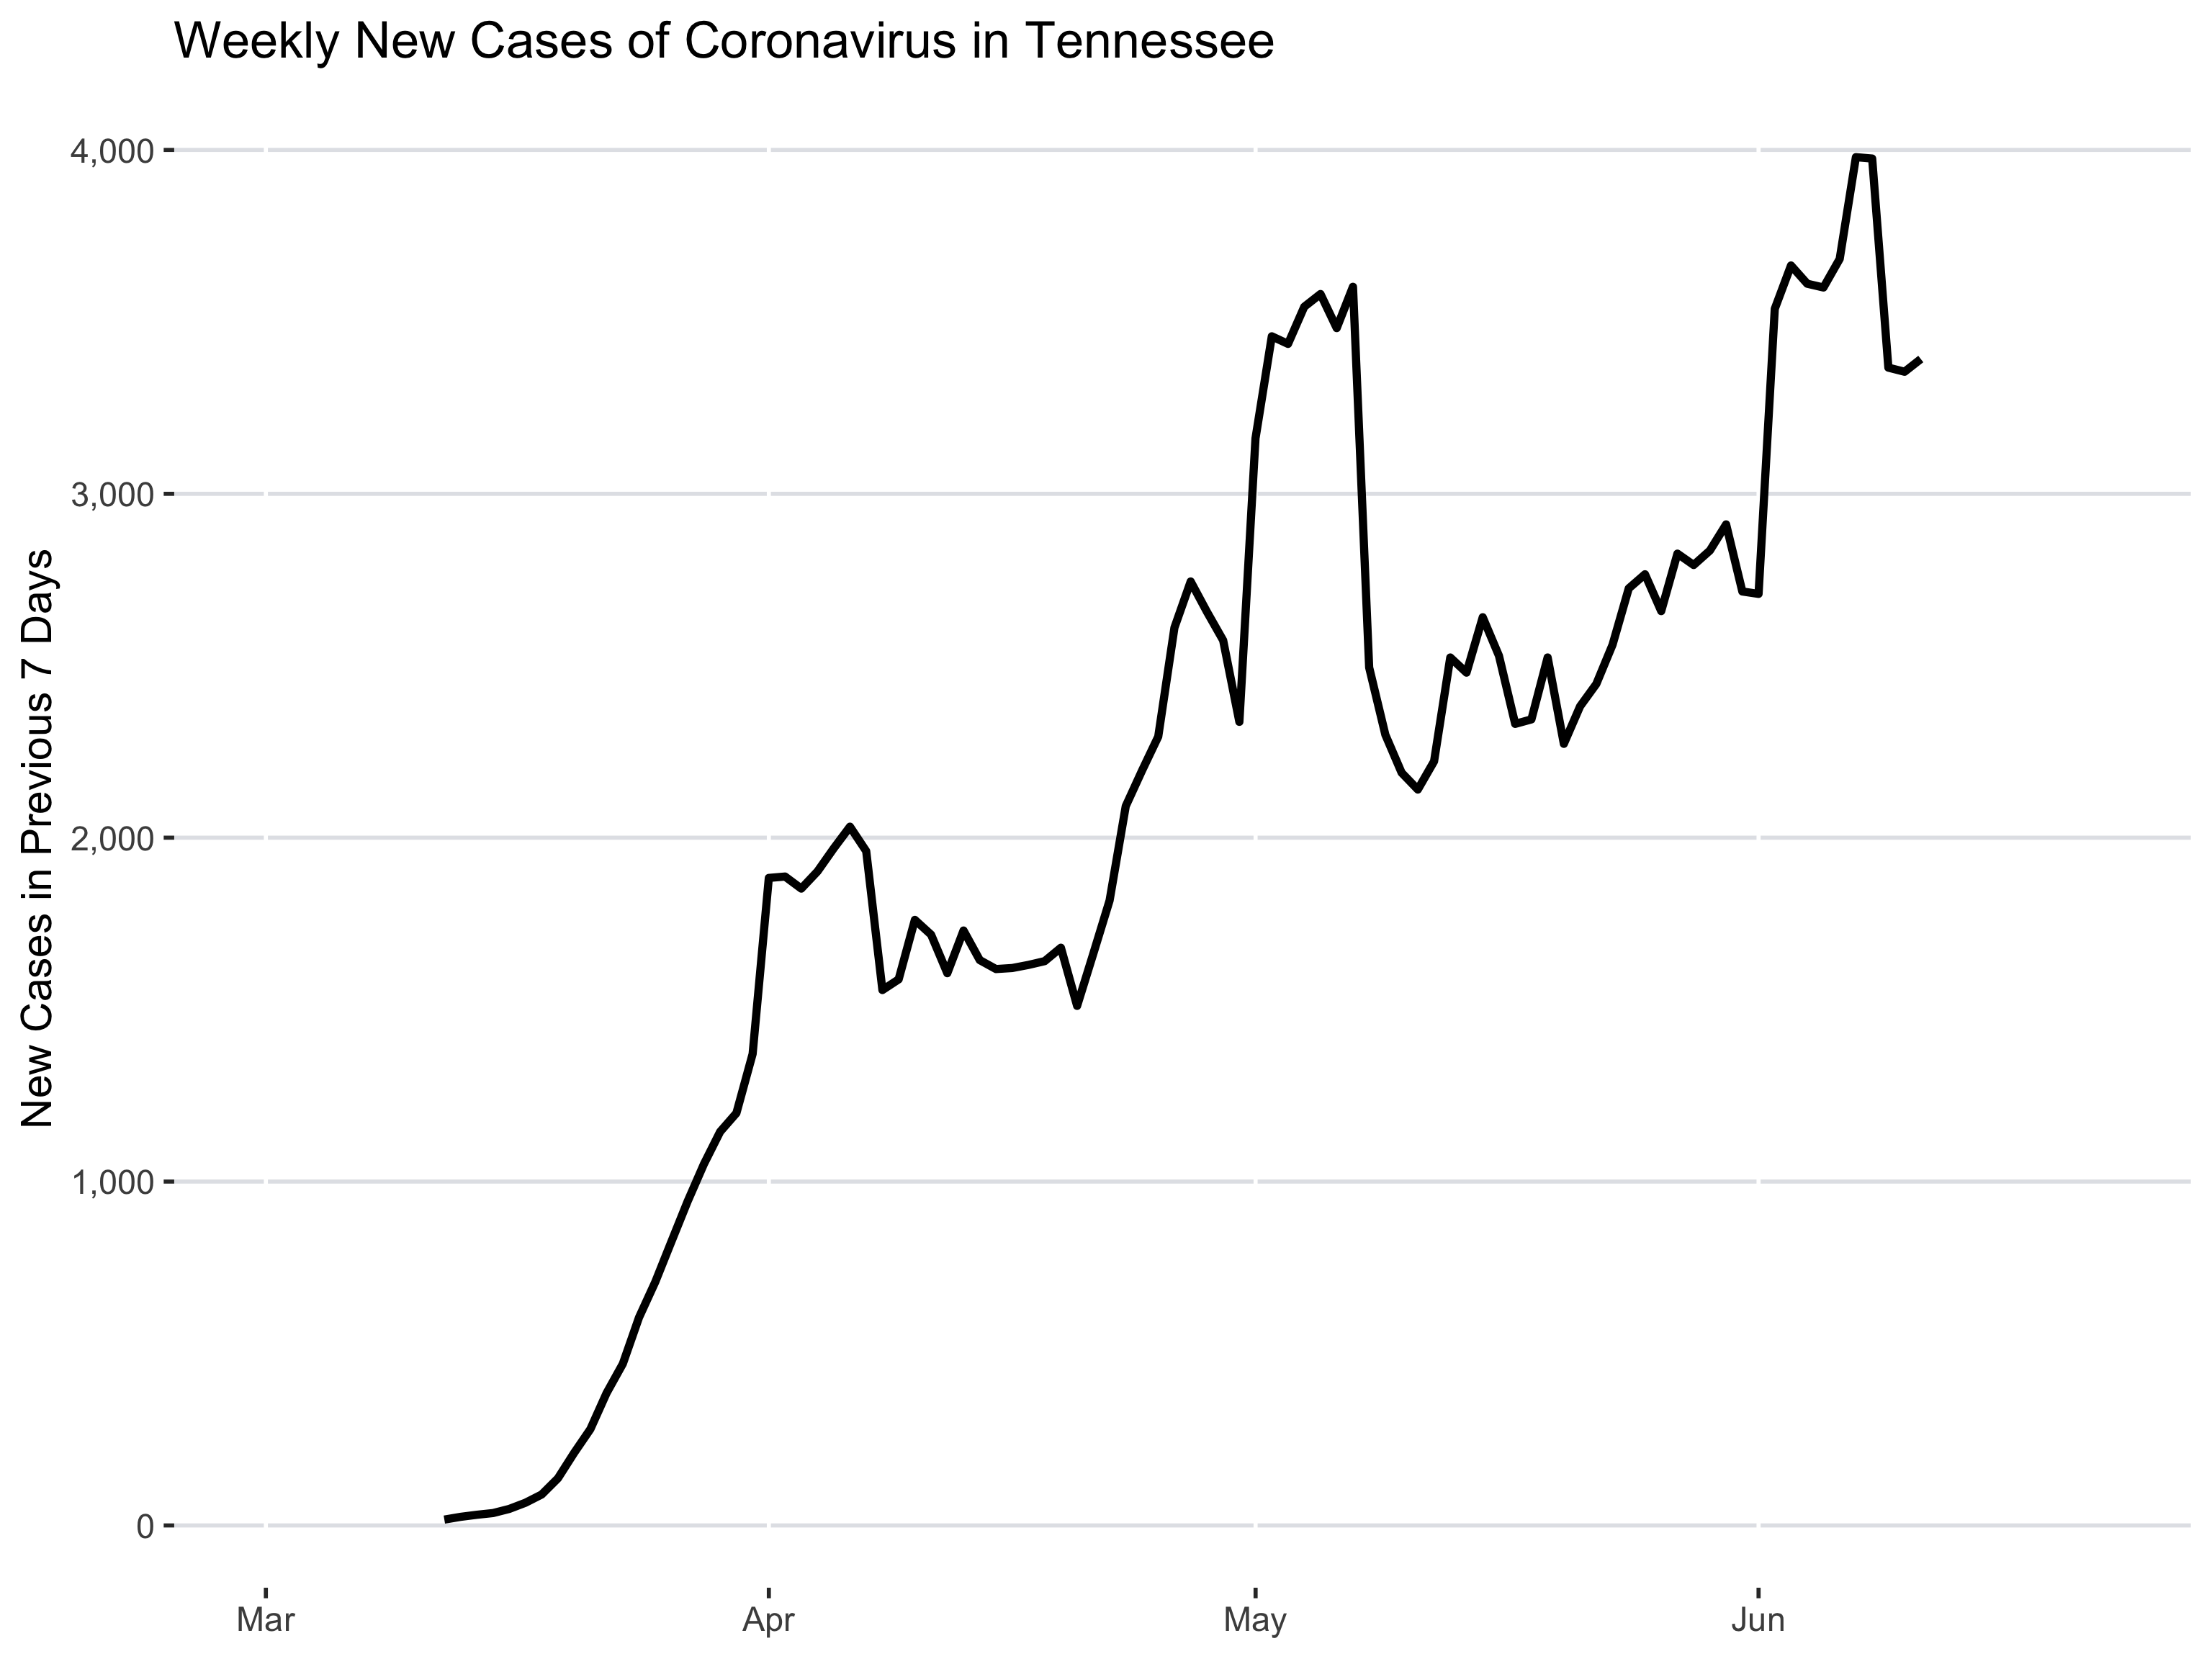 Weekly New Cases of Coronavirus in Tennessee
New Cases in Previous 7 Days
4,000
3,000
2,000
1,000
0
Mar
Apr
May
Jun